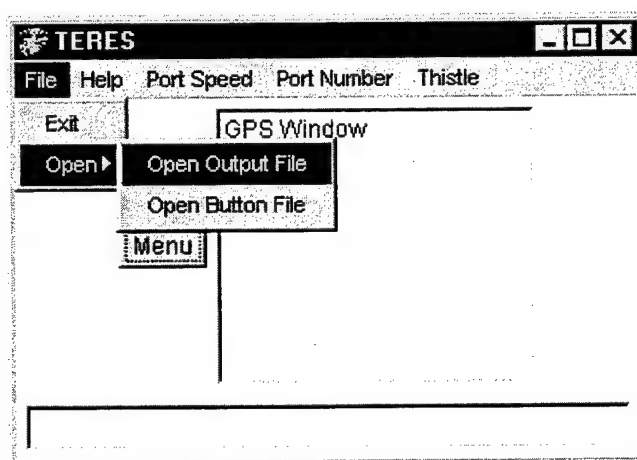 TERES
File Help Port Speed Port Number Thistle
Exit
GPS Window
Open
Open Output File
Open Button File
Menu